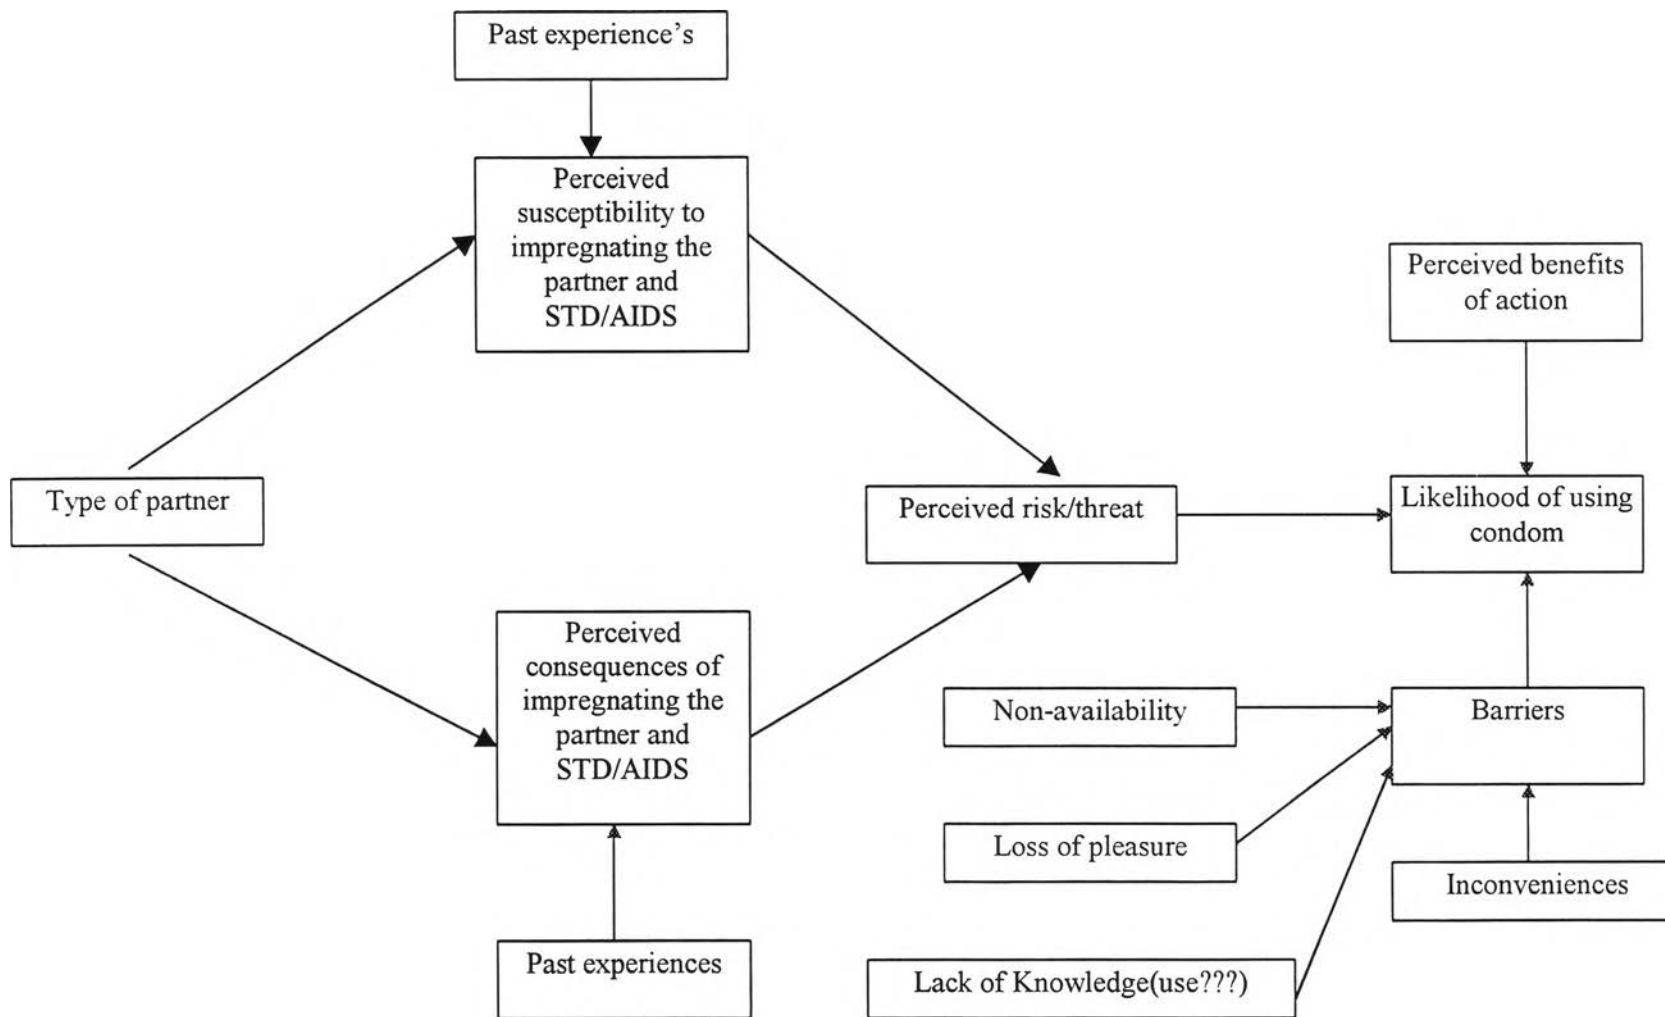 Past experience's
Perceived
susceptibility to
impregnating the
partner and
STD/AIDS
Perceived benefits
of action
Type of partner
Perceived risk/threat
Likelihood of using
condom
Perceived
consequences of
impregnating the
partner and
STD/AIDS
Non-availability
Barriers
Loss of pleasure
Inconveniences
Past experiences
Lack of Knowledge(use???)